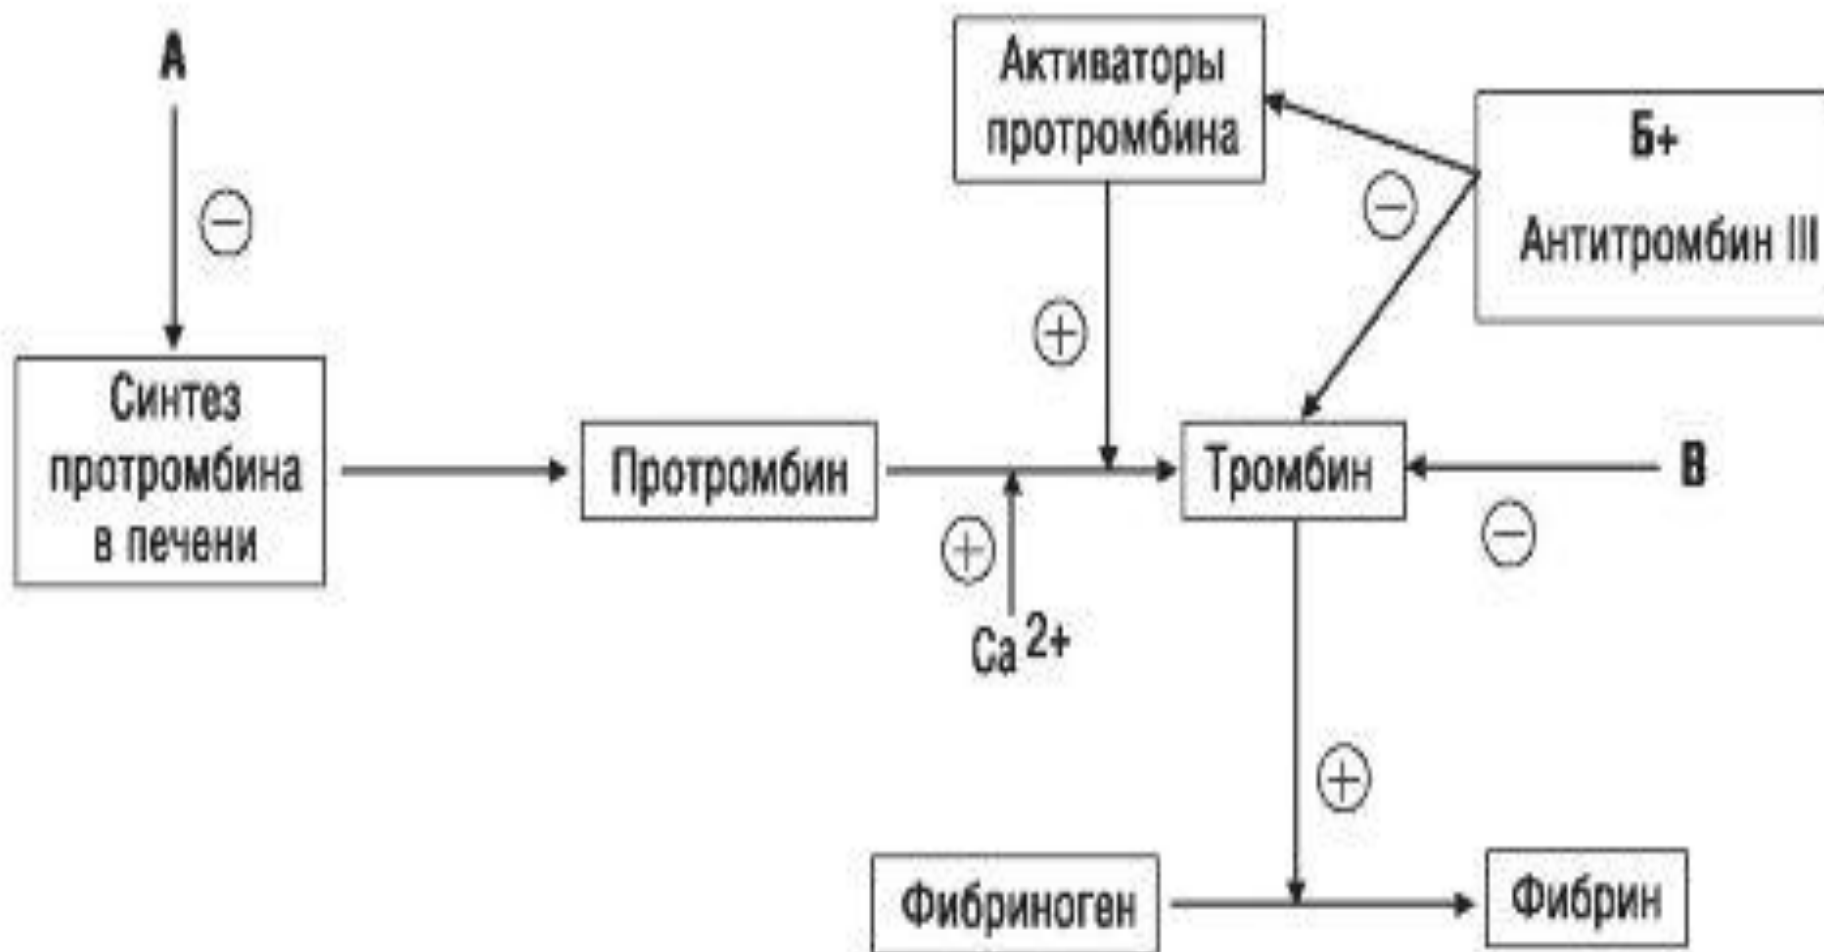 А
Активаторы
протромбина
Б+
Антитромбин III
Синтез
протромбина
в печени
Протромбин
Тромбин
В
Ca 2+
Фибриноген
Фибрин